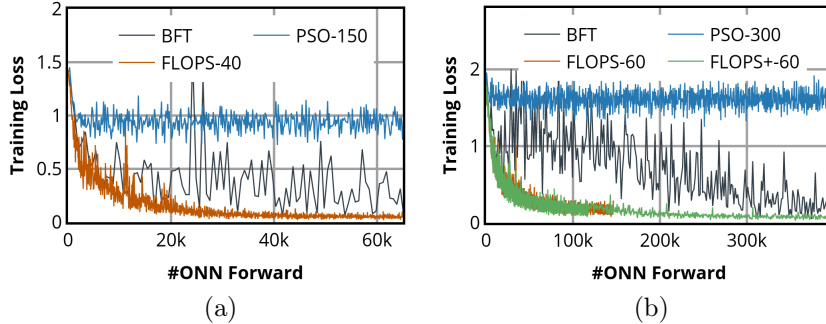 2
1.5
1
0.5
0
BFT PSO-150
FLOPS-40
Training Loss
0 20k 40k 60k
#ONN Forward
(a)
2
1
0
BFT PSO-300
FLOPS-60 FLOPS+-60
Training Loss
0 100k 200k 300k
#ONN Forward
(b)